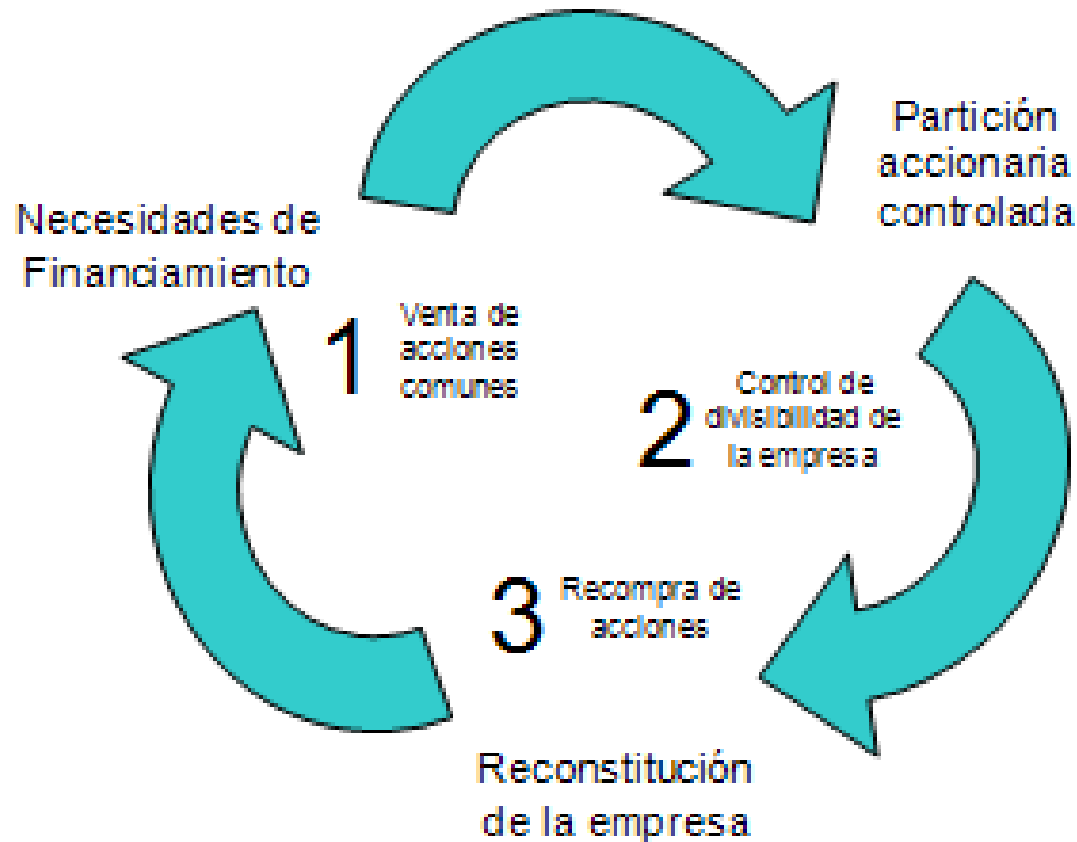 Partición
accionaria
controlada
Necesidades de
Financiamiento
1
Venta de
acciones
comunes
2
Control de
divisibilidad de
la empresa
3
Recompra de
acciones
Reconstitución
de la empresa